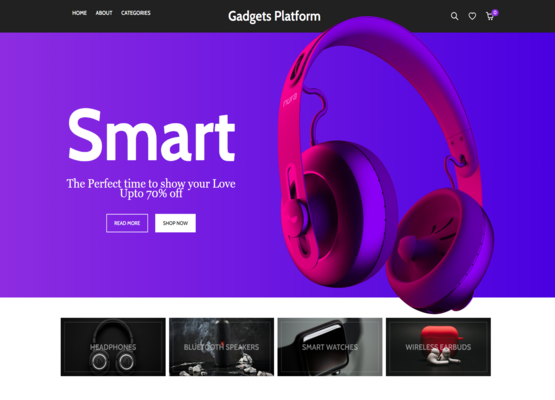 HOME ABOUT CATEGORIES
Gadgets Platform
0
Smart
nura
The Perfect time to show your Love
Upto 70% off
READ MORE SHOP NOW
HEADPHONES BLUETOOTH SPEAKERS SMART WATCHES WIRELESS EARBUDS